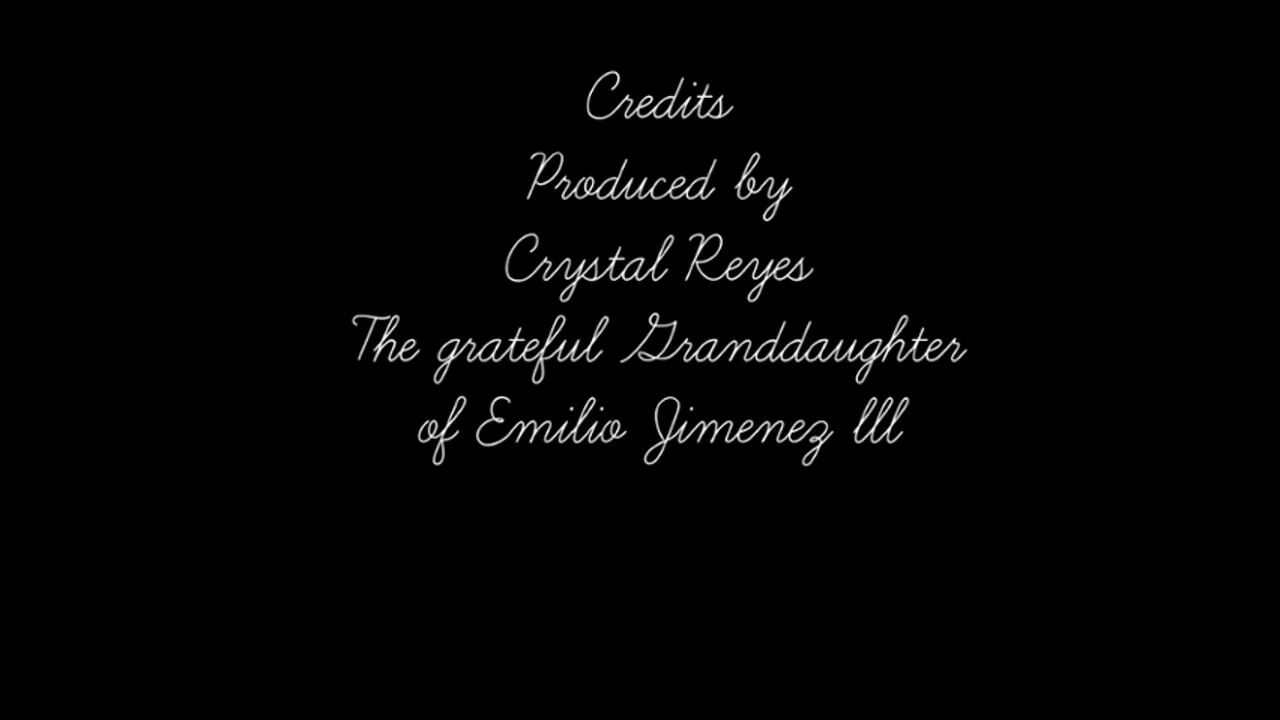 Credits
Produced by
Crystal Reyes
The grateful Granddaughter
of Emilio Jimenez lll